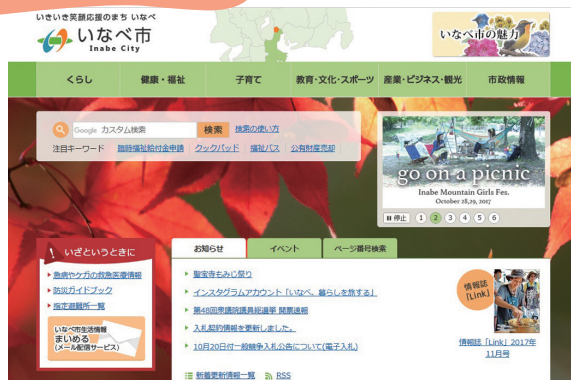 いきいき笑顔応援のまち いなべ
いなべ市
Inabe City
いなべ市の魅力
くらし
健康・福祉
子育て
教育・文化・スポーツ
産業・ビジネス・観光
市政情報
Google カスタム検索
検索
検索の使い方
注目キーワード
臨時福祉給付金申請
クックパッド
福祉バス
公有財産売却
go on a picnic
Inabe Mountain Girls Fes.
October 28,29, 2017
停止
1 2 3 4 5 6
いざというときに
急病やケガの救急医療情報
防災ガイドブック
指定避難所一覧
いなべ市生活情報
まいめる
(メール配信サービス)
お知らせ
イベント
ページ番号検索
聖宝寺もみじ祭り
インスタグラムアカウント「いなべ、暮らしを旅する」
第48回衆議院議員総選挙 開票速報
入札契約情報を更新しました。
10月20日付一般競争入札公告について(電子入札)
新着更新情報一覧
RSS
情報誌
「Link」
情報誌「Link」2017年
11月号